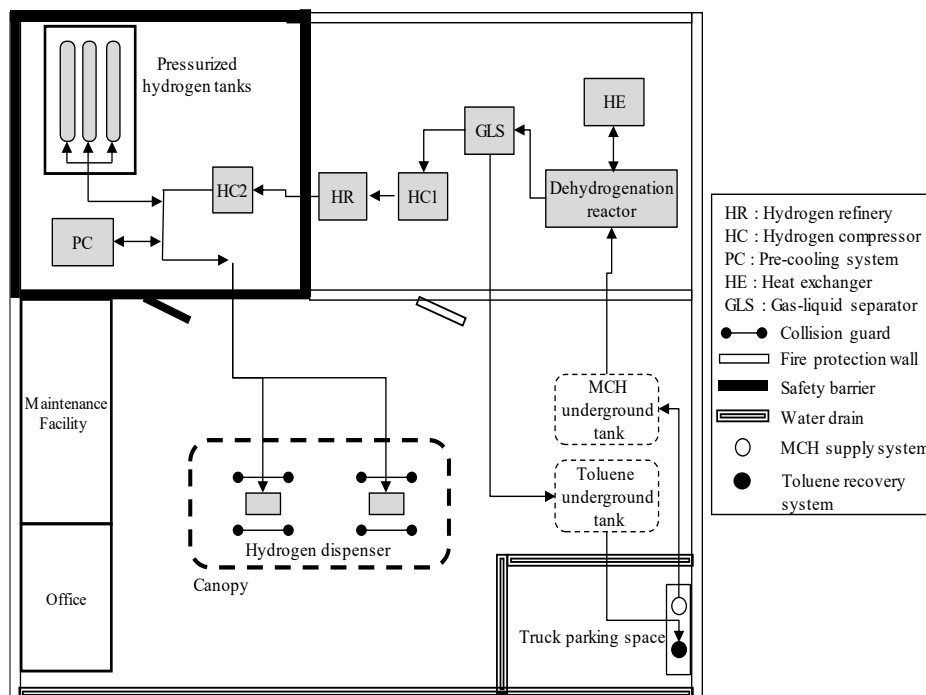 Pressurized
hydrogen tanks
HE
GLS
HC2
HR
HC1
Dehydrogenation
reactor
PC
HR : Hydrogen refinery
HC : Hydrogen compressor
PC : Pre-cooling system
HE : Heat exchanger
GLS : Gas-liquid separator
Collision guard
Fire protection wall
Safety barrier
Water drain
MCH supply system
Toluene recovery
system
Maintenance
Facility
MCH
underground
tank
Toluene
underground
tank
Hydrogen dispenser
Canopy
Office
Truck parking space